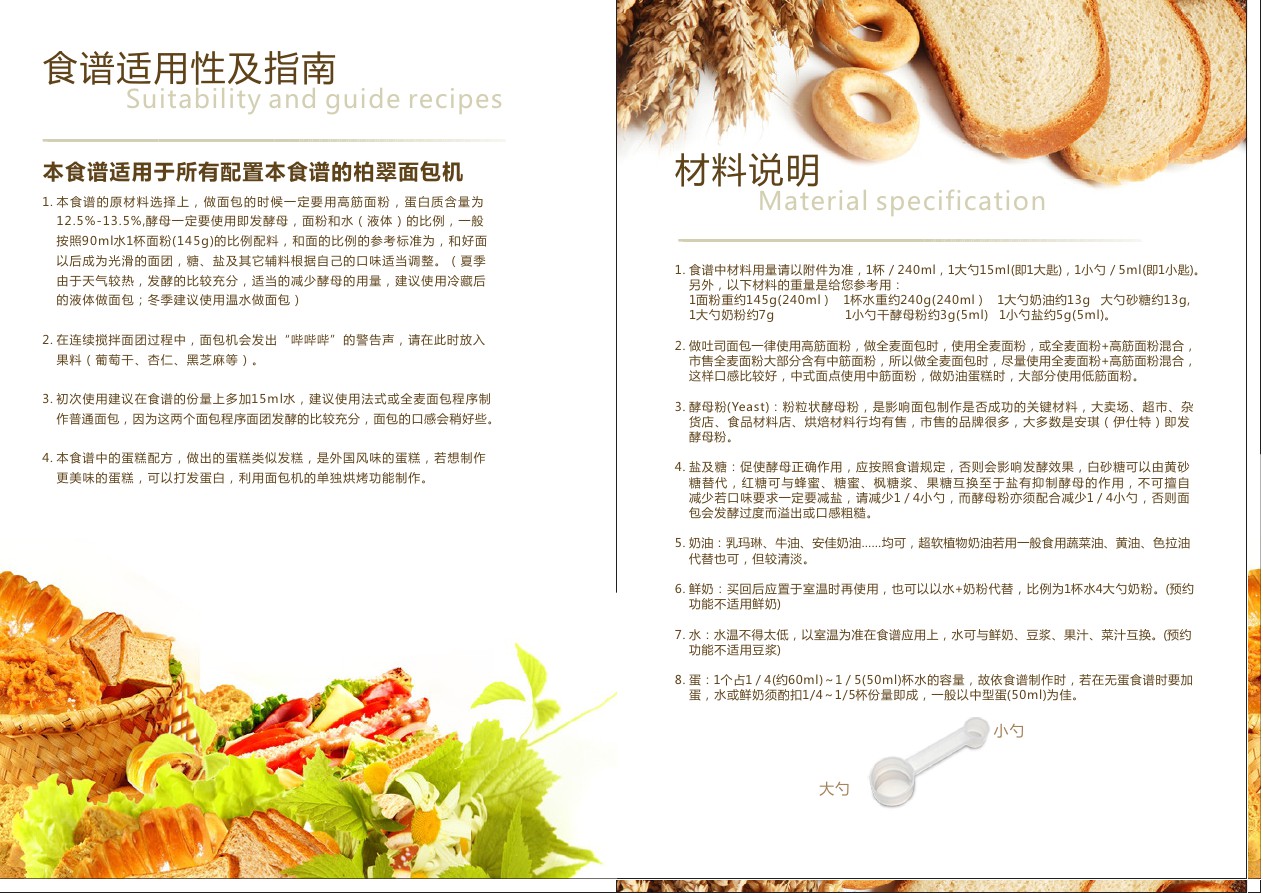 食谱适用性及指南
Suitability and guide recipes
本食谱适用于所有配置本食谱的柏翠面包机
1. 本食谱的原材料选择上，做面包的时候一定要用高筋面粉，蛋白质含量为
12.5%-13.5%,酵母一定要使用即发酵母，面粉和水（液体）的比例，一般
按照90ml水1杯面粉(145g)的比例配料，和面的比例的参考标准为，和好面
以后成为光滑的面团，糖、盐及其它辅料根据自己的口味适当调整。（夏季
由于天气较热，发酵的比较充分，适当的减少酵母的用量，建议使用冷藏后
的液体做面包；冬季建议使用温水做面包）
2. 在连续搅拌面团过程中，面包机会发出“哔哔哔”的警告声，请在此时放入
果料（葡萄干、杏仁、黑芝麻等）。
3. 初次使用建议在食谱的份量上多加15ml水，建议使用法式或全麦面包程序制
作普通面包，因为这两个面包程序面团发酵的比较充分，面包的口感会稍好些。
4. 本食谱中的蛋糕配方，做出的蛋糕类似发糕，是外国风味的蛋糕，若想制作
更美味的蛋糕，可以打发蛋白，利用面包机的单独烘烤功能制作。
材料说明
Material specification
1. 食谱中材料用量请以附件为准，1杯 / 240ml，1大勺15ml(即1大匙)，1小勺 / 5ml(即1小匙)。
另外，以下材料的重量是给您参考用：
1面粉重约145g(240ml） 1杯水重约240g(240ml） 1大勺奶油约13g 大勺砂糖约13g,
1大勺奶粉约7g 1小勺干酵母粉约3g(5ml) 1小勺盐约5g(5ml)。
2. 做吐司面包一律使用高筋面粉，做全麦面包时，使用全麦面粉，或全麦面粉+高筋面粉混合，
市售全麦面粉大部分含有中筋面粉，所以做全麦面包时，尽量使用全麦面粉+高筋面粉混合，
这样口感比较好，中式面点使用中筋面粉，做奶油蛋糕时，大部分使用低筋面粉。
3. 酵母粉(Yeast)：粉粒状酵母粉，是影响面包制作是否成功的关键材料，大卖场、超市、杂
货店、食品材料店、烘焙材料行均有售，市售的品牌很多，大多数是安琪（伊仕特）即发
酵母粉。
4. 盐及糖：促使酵母正确作用，应按照食谱规定，否则会影响发酵效果，白砂糖可以由黄砂
糖替代，红糖可与蜂蜜、糖蜜、枫糖浆、果糖互换至于盐有抑制酵母的作用，不可擅自
减少若口味要求一定要减盐，请减少1 / 4小勺，而酵母粉亦须配合减少1 / 4小勺，否则面
包会发酵过度而溢出或口感粗糙。
5. 奶油：乳玛琳、牛油、安佳奶油......均可，超软植物奶油若用一般食用蔬菜油、黄油、色拉油
代替也可，但较清淡。
6. 鲜奶：买回后应置于室温时再使用，也可以以水+奶粉代替，比例为1杯水4大勺奶粉。(预约
功能不适用鲜奶)
7. 水：水温不得太低，以室温为准在食谱应用上，水可与鲜奶、豆浆、果汁、菜汁互换。(预约
功能不适用豆浆)
8. 蛋：1个占1 / 4(约60ml)～1 / 5(50ml)杯水的容量，故依食谱制作时，若在无蛋食谱时要加
蛋，水或鲜奶须酌扣1/4～1/5杯份量即成，一般以中型蛋(50ml)为佳。
小勺
大勺